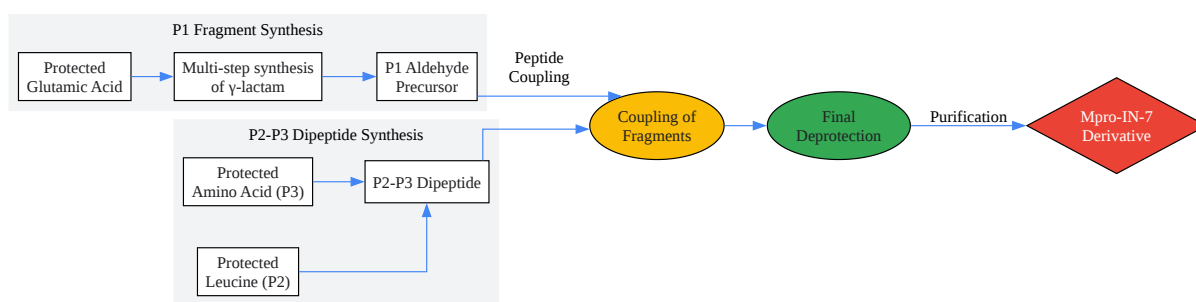 P1 Fragment Synthesis
Protected
Glutamic Acid
Multi-step synthesis
of γ-lactam
P1 Aldehyde
Precursor
Peptide
Coupling
P2-P3 Dipeptide Synthesis
Protected
Amino Acid (P3)
P2-P3 Dipeptide
Protected
Leucine (P2)
Coupling of
Fragments
Final
Deprotection
Purification
Mpro-IN-7
Derivative